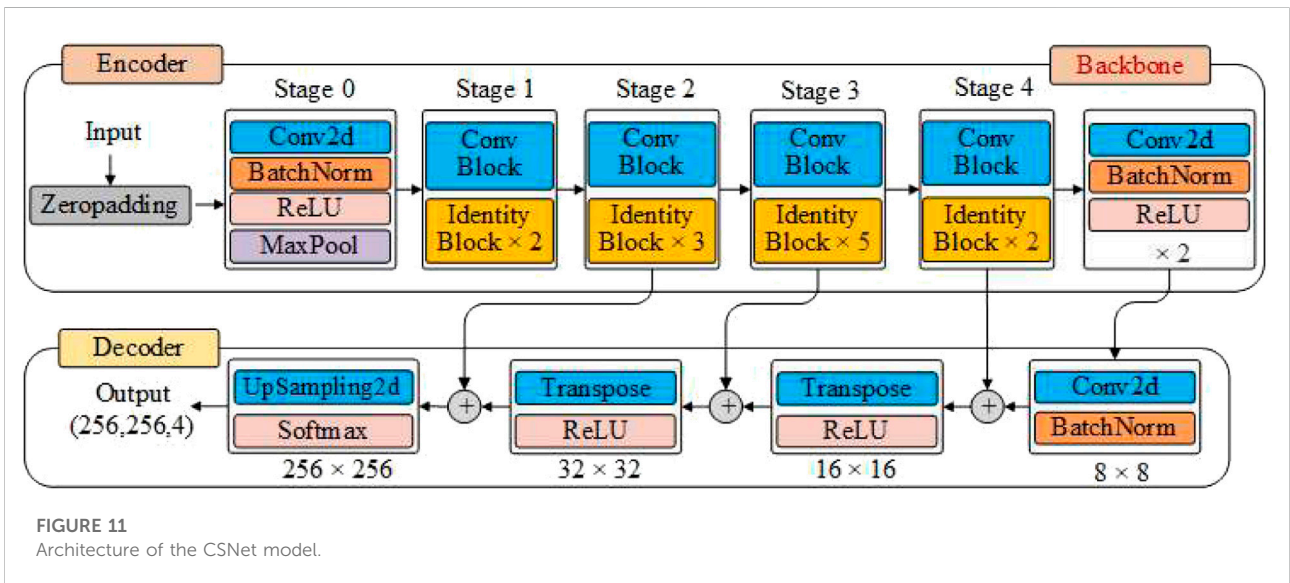 Encoder
Backbone
Stage 0
Stage 1
Stage 2
Stage 3
Stage 4
Input
Zeropadding
Conv2d
BatchNorm
ReLU
MaxPool
Conv
Block
Identity
Block × 2
Conv
Block
Identity
Block × 3
Conv
Block
Identity
Block × 5
Conv
Block
Identity
Block × 2
Conv2d
BatchNorm
ReLU
× 2
Decoder
Output
(256,256,4)
UpSampling2d
Softmax
256 × 256
+
Transpose
ReLU
32 × 32
+
Transpose
ReLU
16 × 16
+
Conv2d
BatchNorm
8 × 8
FIGURE 11
Architecture of the CSNet model.